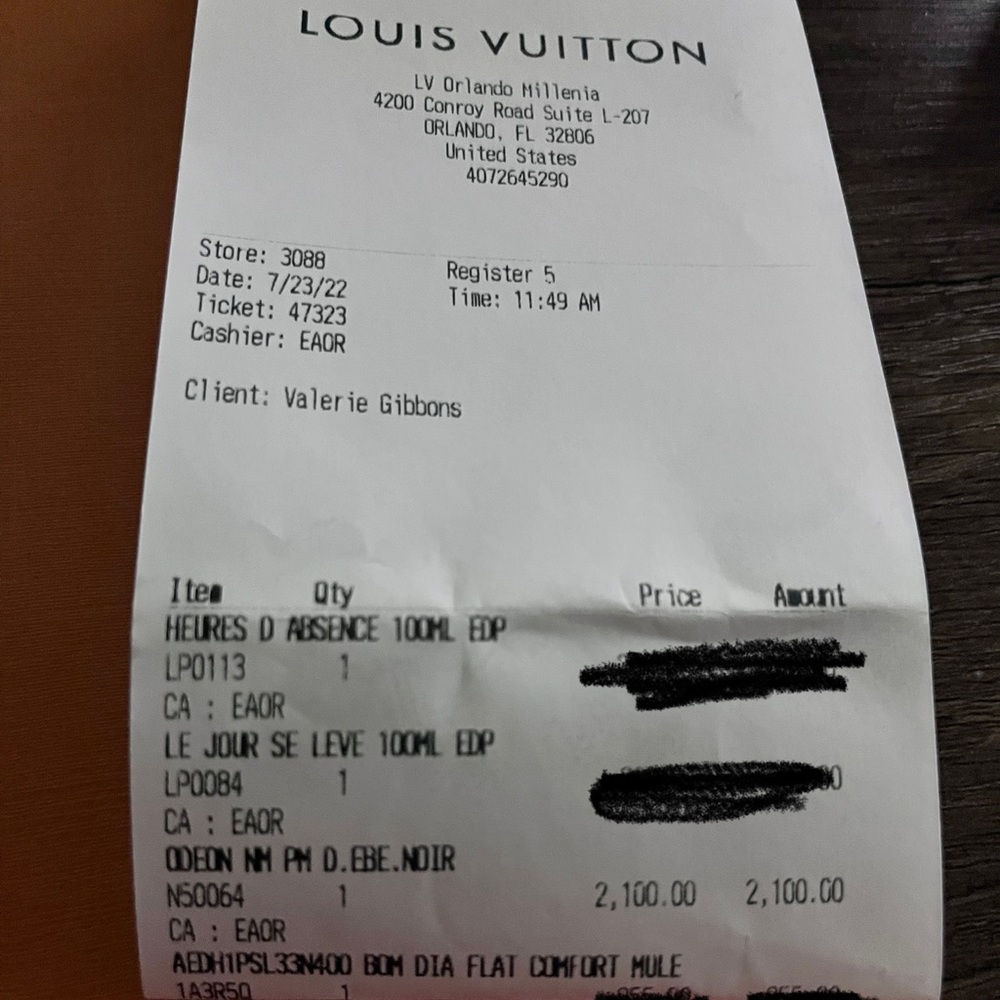 LOUIS VUITTON
LV Orlando Millenia
4200 Conroy Road Suite L-207
ORLANDO, FL 32806
United States
4072645290
Store: 3088 Register 5
Date: 7/23/22 Time: 11:49 AM
Ticket: 47323
Cashier: EAOR
Client: Valerie Gibbons
Item Qty Price Amount
HEURES D ABSENCE 100ML EDP
LP0113 1
CA : EAOR
LE JOUR SE LEVE 100ML EDP
LP0084 1
CA : EAOR
ODEON NM PM D.EBE.NOIR
N50064 1 2,100.00 2,100.00
CA : EAOR
AEDH1PSL33N400 BOM DIA FLAT COMFORT MULE
1A3R50 1